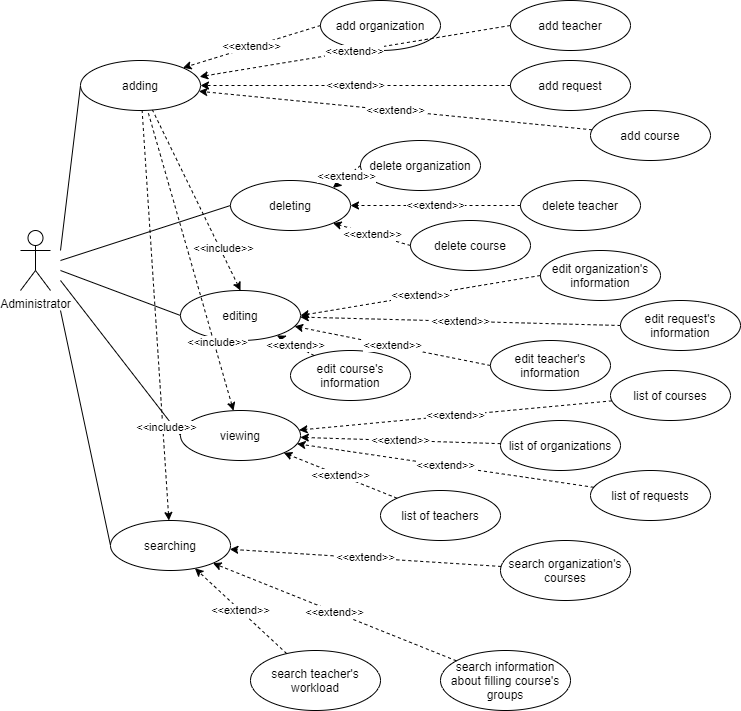 add organization
add teacher
<<extend>>
<<extend>>
adding
<<extend>>
add request
<<extend>>
add course
delete organization
<<extend>>
deleting
<<extend>>
delete teacher
<<extend>>
delete course
<<include>>
Administrator
edit organization's
information
<<extend>>
editing
<<extend>>
edit request's
information
<<include>>
<<extend>>
<<extend>>
edit teacher's
information
edit course's
information
list of courses
<<extend>>
<<include>>
viewing
<<extend>>
list of organizations
<<extend>>
<<extend>>
list of requests
list of teachers
searching
<<extend>>
search organization's
courses
<<extend>>
<<extend>>
search teacher's
workload
search information
about filling course's
groups